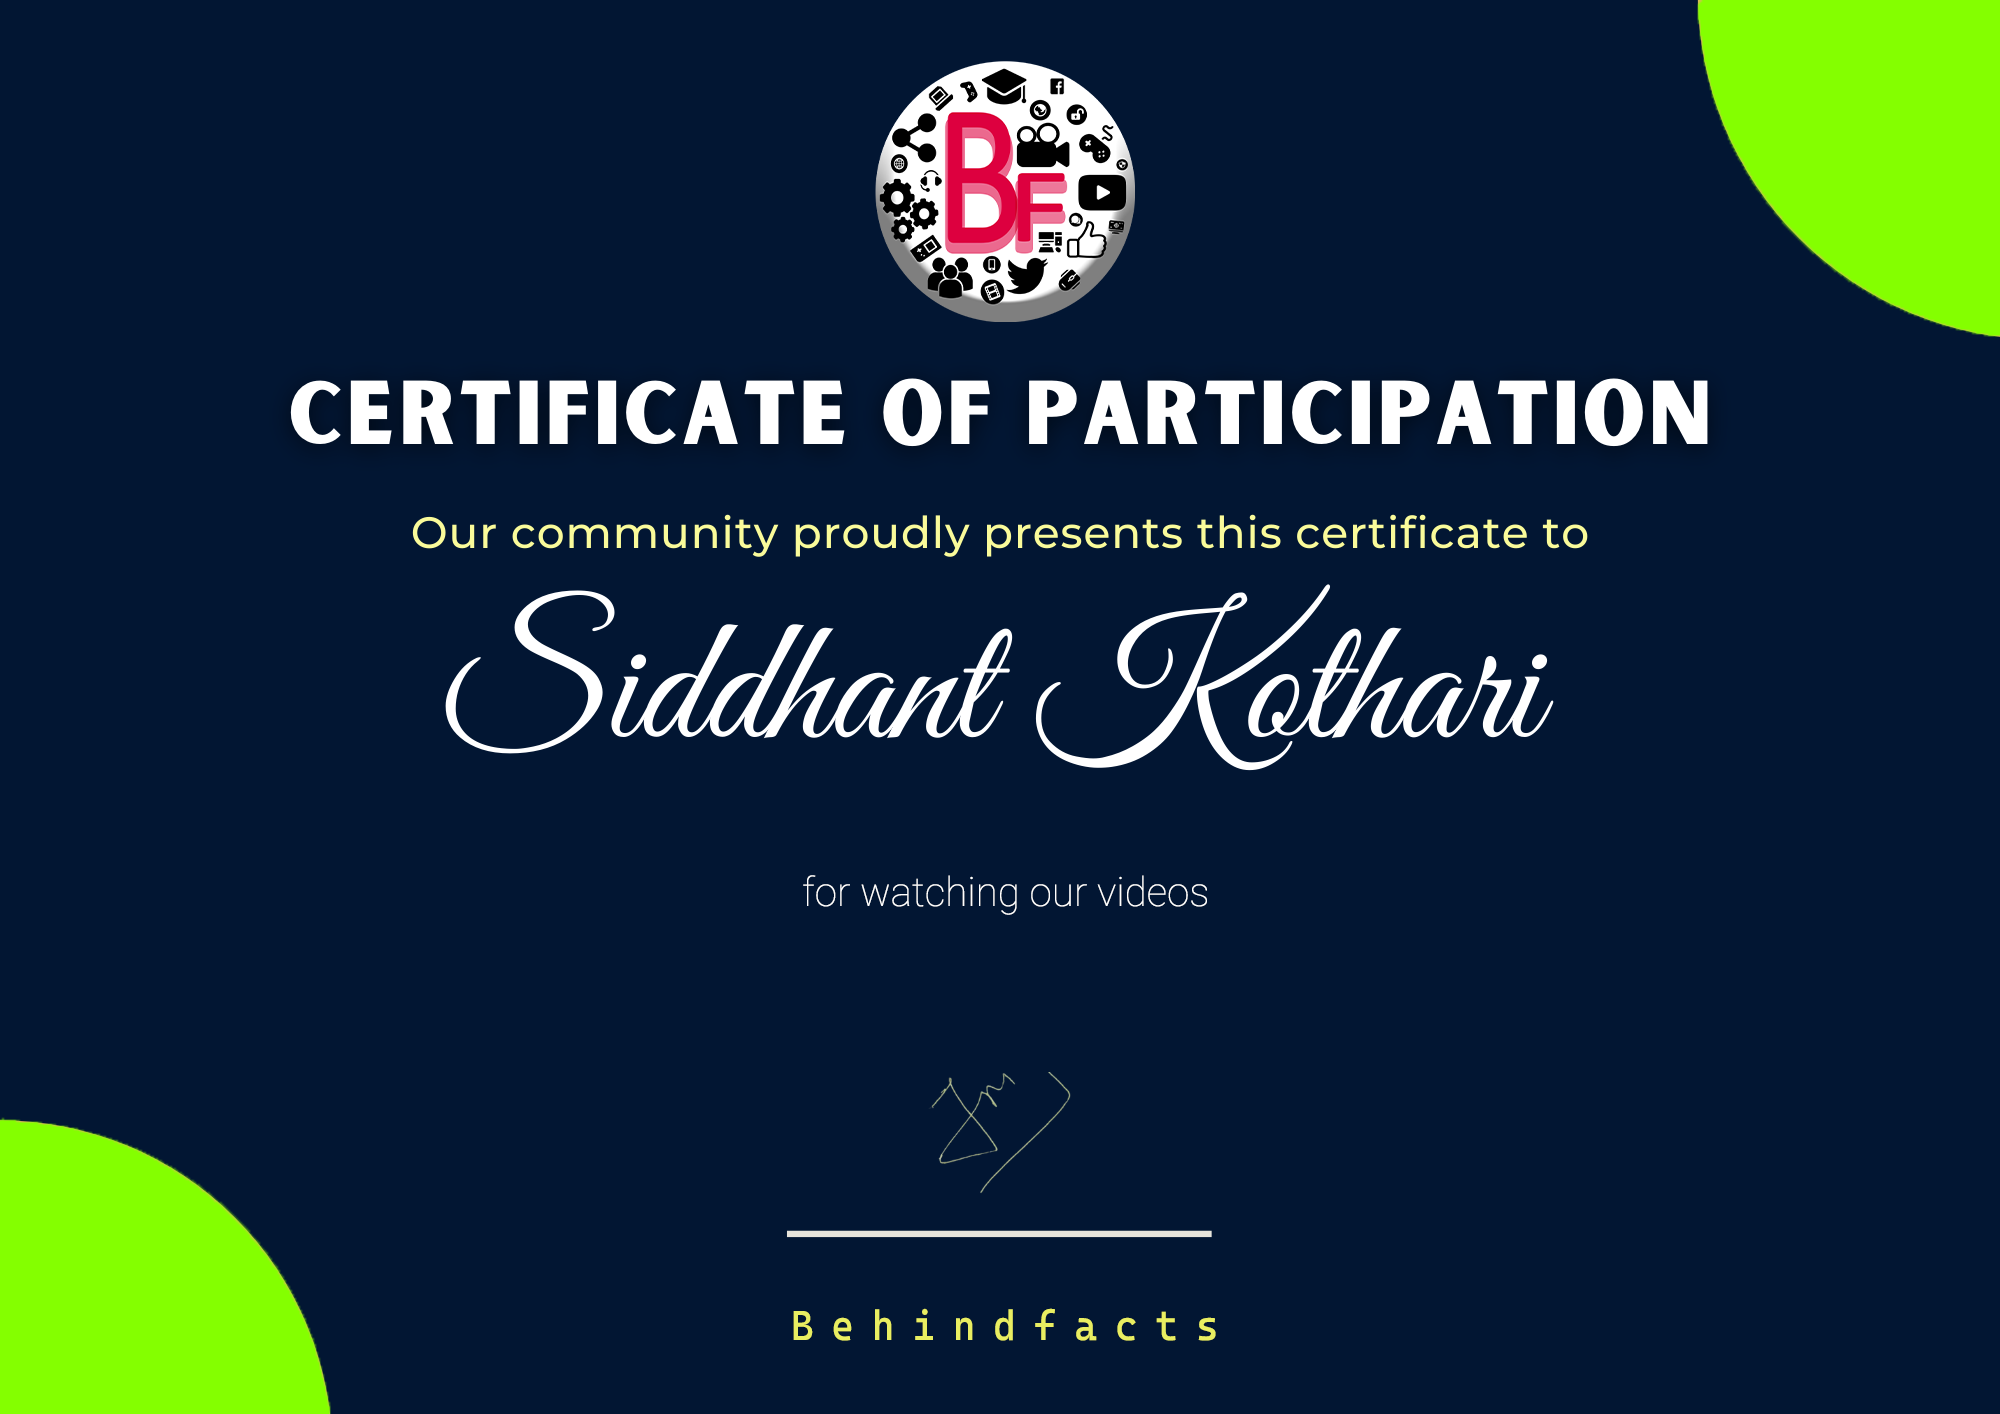 BF
CERTIFICATE OF PARTICIPATION
Our community proudly presents this certificate to
Siddhant Kothari
for watching our videos
Behindfacts